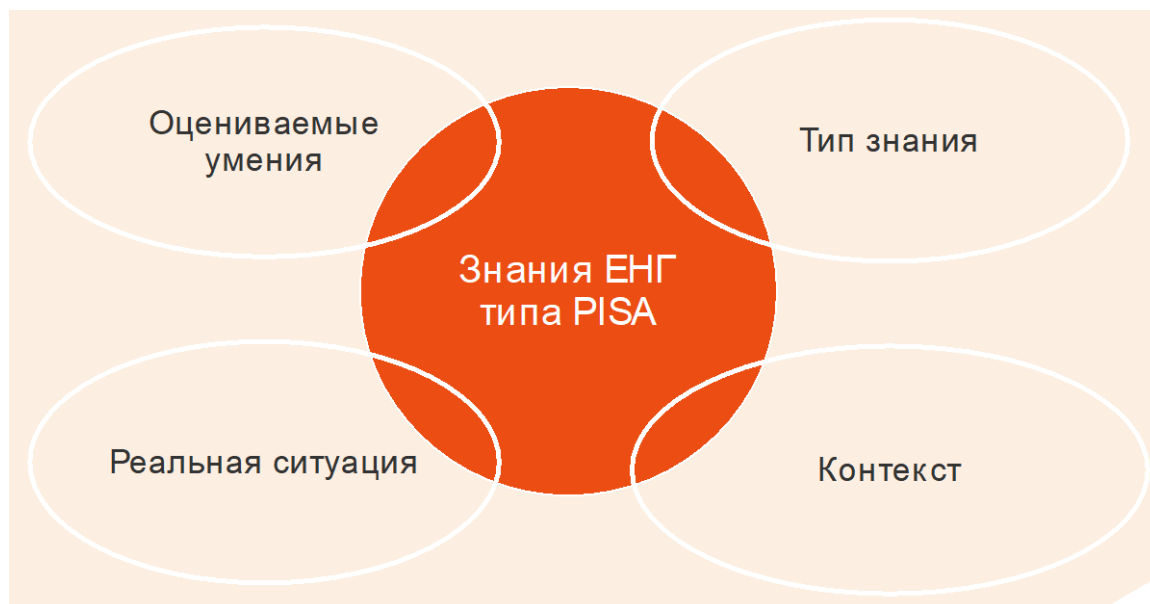 Оцениваемые
умения
Тип знания
Знания ЕНГ
типа PISA
Реальная ситуация
Контекст